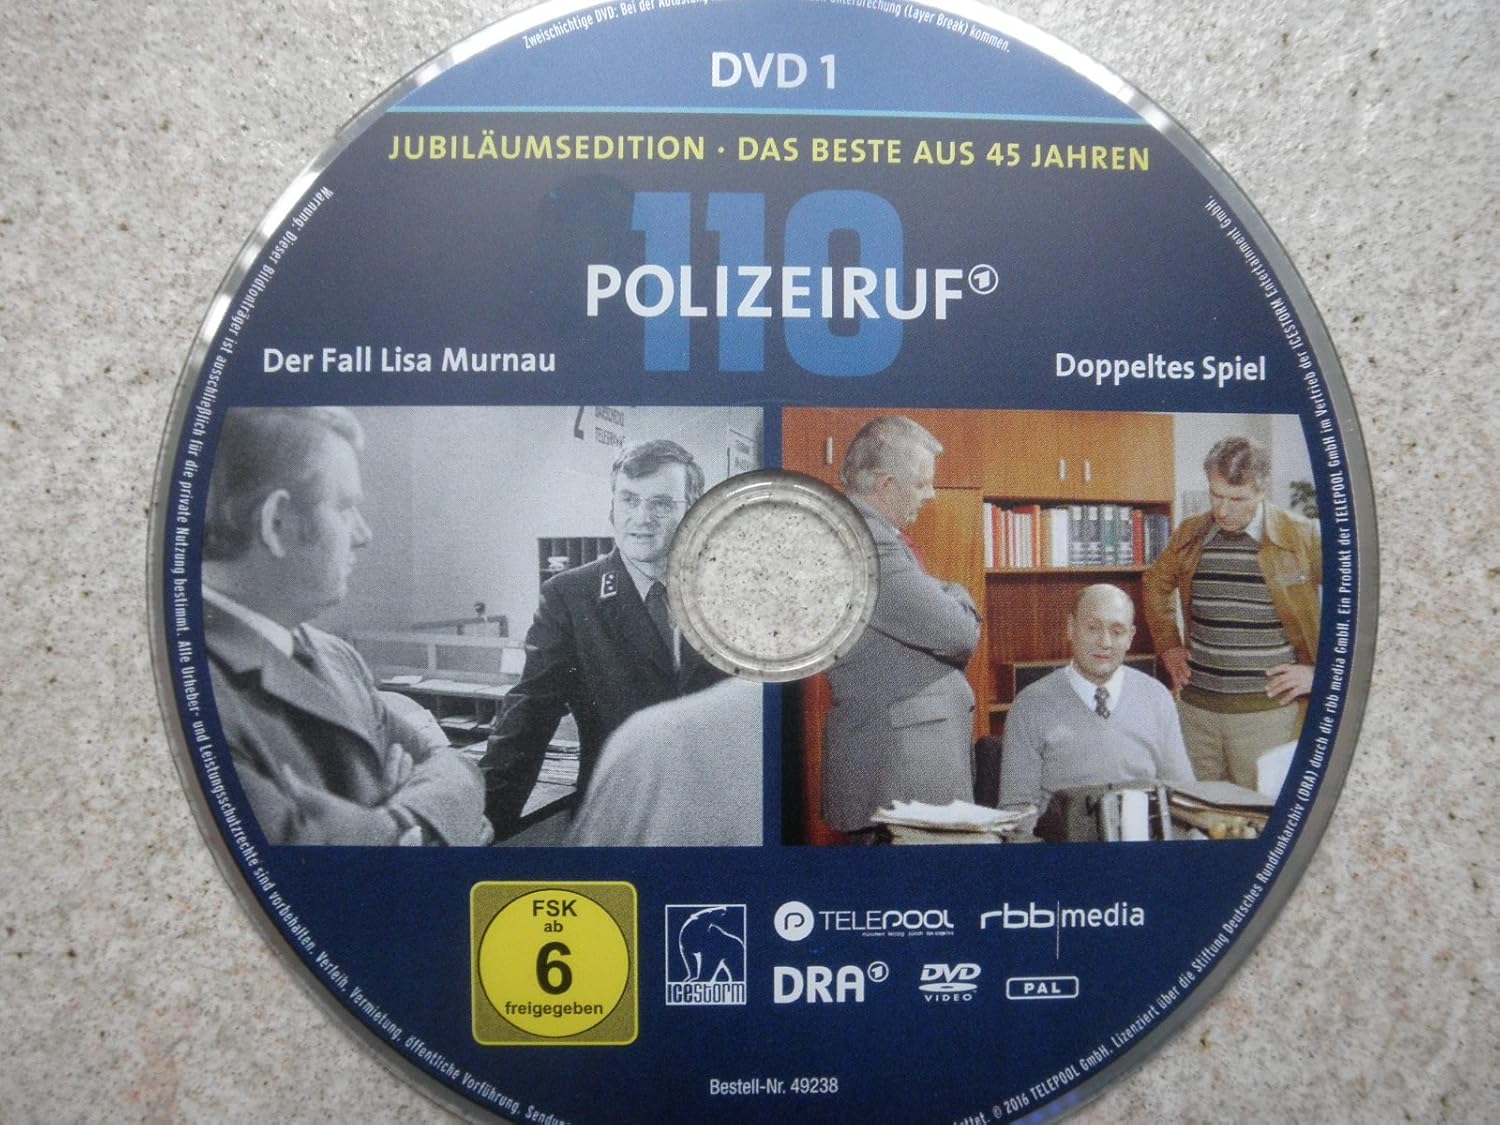 Zweischichtige DVD: Bei der Abtastung
Unterbrechung (Layer Break) kommen.
DVD 1
JUBILÄUMSEDITION · DAS BESTE AUS 45 JAHREN
110
POLIZEIRUF
Der Fall Lisa Murnau
Doppeltes Spiel
FSK
ab
6
freigegeben
icestorm
TELEPOOL
rbb media
DRA
DVD
VIDEO
PAL
Bestell-Nr. 49238
Warnung: Dieser Bildtonträger ist ausschließlich für die private Nutzung bestimmt. Alle Urheber- und Leistungsschutzrechte sind vorbehalten. Verleih, Vermietung, öffentliche Vorführung,
© 2016 TELEPOOL GmbH. Lizenziert über die Stiftung Deutsches Rundfunkarchiv (DRA) durch die rbb media GmbH. Ein Produkt der TELEPOOL GmbH im Vertrieb der ICESTORM Entertainment GmbH.